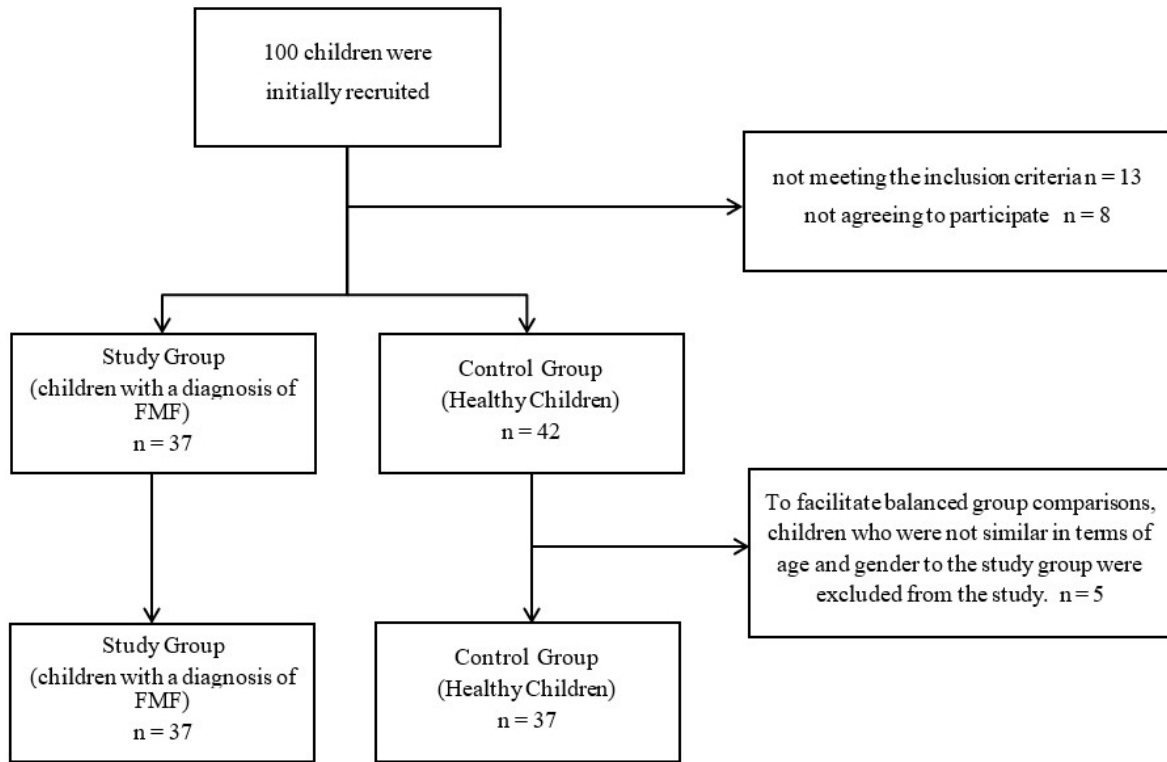 100 children were
initially recruited
not meeting the inclusion criteria n = 13
not agreeing to participate n = 8
Study Group
(children with a diagnosis of
FMF)
n = 37
Control Group
(Healthy Children)
n = 42
To facilitate balanced group comparisons,
children who were not similar in terms of
age and gender to the study group were
excluded from the study. n = 5
Study Group
(children with a diagnosis of
FMF)
n = 37
Control Group
(Healthy Children)
n = 37